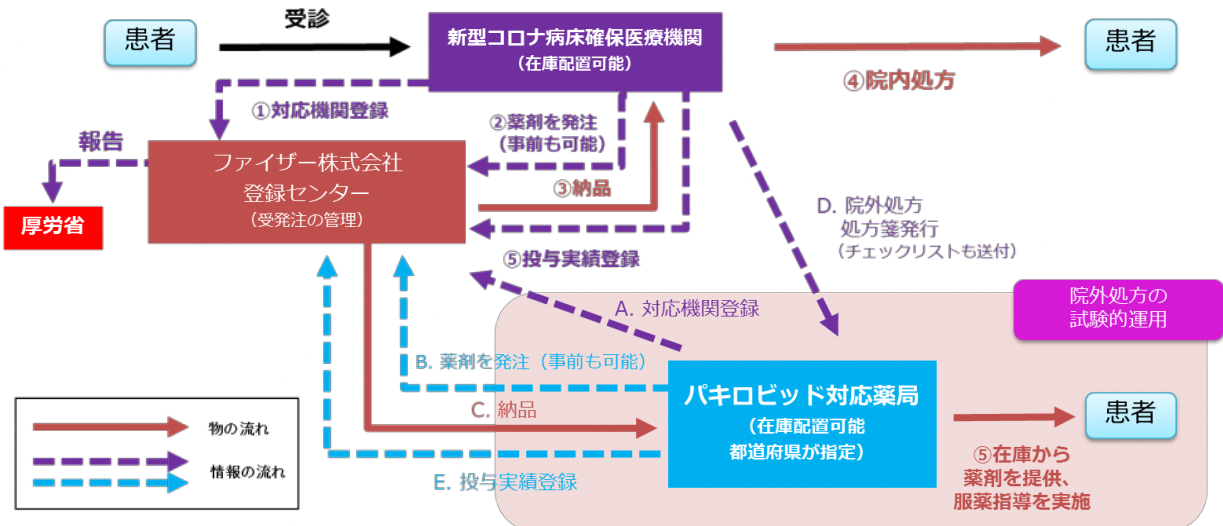 受診
患者
新型コロナ病床確保医療機関
（在庫配置可能）
患者
④院内処方
①対応機関登録
②薬剤を発注
（事前も可能）
報告
ファイザー株式会社
登録センター
（受発注の管理）
③納品
厚労省
D. 院外処方
処方箋発行
（チェックリストも送付）
⑤投与実績登録
院外処方の
試験的運用
A. 対応機関登録
B. 薬剤を発注（事前も可能）
パキロビッド対応薬局
（在庫配置可能
都道府県が指定）
患者
C. 納品
物の流れ
情報の流れ
E. 投与実績登録
⑤在庫から
薬剤を提供、
服薬指導を実施